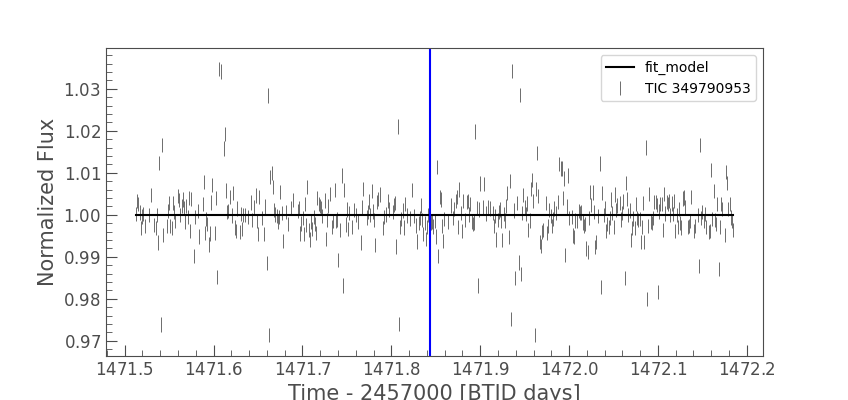 Normalized Flux
1.03
1.02
1.01
1.00
0.99
0.98
0.97
fit_model
TIC 349790953
1471.5 1471.6 1471.7 1471.8 1471.9 1472.0 1472.1 1472.2
Time - 2457000 [BTJD days]